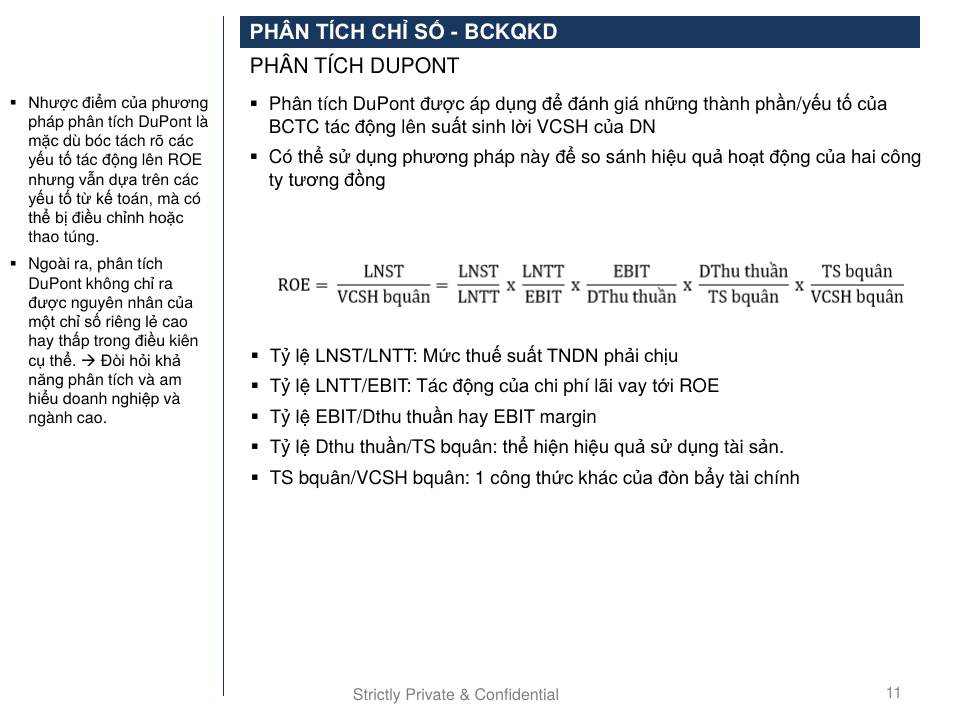 PHÂN TÍCH CHỈ SỐ - BCKQKD
PHÂN TÍCH DUPONT
▪ Nhược điểm của phương
pháp phân tích DuPont là
mặc dù bóc tách rõ các
yếu tố tác động lên ROE
nhưng vẫn dựa trên các
yếu tố từ kế toán, mà có
thể bị điều chỉnh hoặc
thao túng.
▪ Ngoài ra, phân tích
DuPont không chỉ ra
được nguyên nhân của
một chỉ số riêng lẻ cao
hay thấp trong điều kiên
cụ thể. → Đòi hỏi khả
năng phân tích và am
hiểu doanh nghiệp và
ngành cao.
▪ Phân tích DuPont được áp dụng để đánh giá những thành phần/yếu tố của
BCTC tác động lên suất sinh lời VCSH của DN
▪ Có thể sử dụng phương pháp này để so sánh hiệu quả hoạt động của hai công
ty tương đồng
ROE = LNST/VCSH bquân = LNST/LNTT x LNTT/EBIT x EBIT/DThu thuần x DThu thuần/TS bquân x TS bquân/VCSH bquân
▪ Tỷ lệ LNST/LNTT: Mức thuế suất TNDN phải chịu
▪ Tỷ lệ LNTT/EBIT: Tác động của chi phí lãi vay tới ROE
▪ Tỷ lệ EBIT/Dthu thuần hay EBIT margin
▪ Tỷ lệ Dthu thuần/TS bquân: thể hiện hiệu quả sử dụng tài sản.
▪ TS bquân/VCSH bquân: 1 công thức khác của đòn bẩy tài chính
Strictly Private & Confidential
11